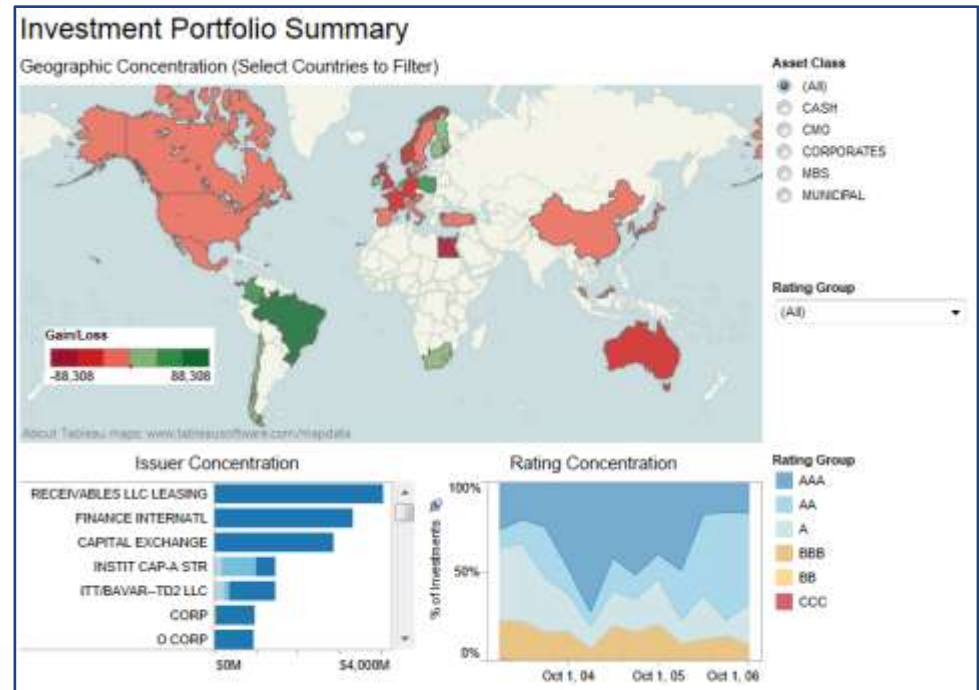 Investment Portfolio Summary
Geographic Concentration (Select Countries to Filter)
Asset Class
(All)
CASH
CMO
CORPORATES
MBS
MUNICIPAL
Rating Group
(All)
Gain/Loss
-88,308 88,308
About Tableau maps: www.tableausoftware.com/mapdata
Issuer Concentration
RECEIVABLES LLC LEASING
FINANCE INTERNATL
CAPITAL EXCHANGE
INSTIT CAP-A STR
ITT/BAVAR--TD2 LLC
CORP
O CORP
$0M $4,000M
Rating Concentration
% of Investments
100%
50%
0%
Oct 1, 04 Oct 1, 05 Oct 1, 06
Rating Group
AAA
AA
A
BBB
BB
CCC